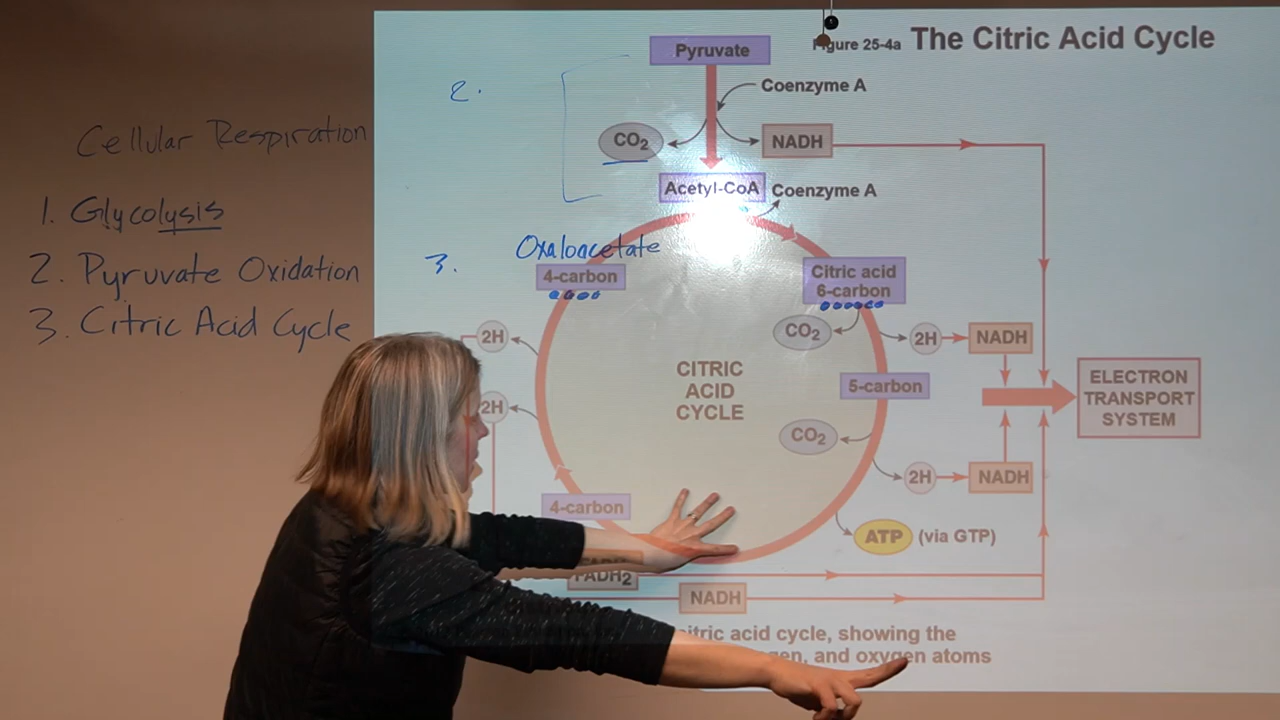 Figure 25-4a The Citric Acid Cycle
Pyruvate
2.
Coenzyme A
Cellular Respiration
CO2
NADH
Acetyl-CoA
Coenzyme A
1. Glycolysis
2. Pyruvate Oxidation
3. Citric Acid Cycle
3.
Oxaloacetate
4-carbon
Citric acid
6-carbon
CO2
2H
NADH
2H
CITRIC
ACID
CYCLE
5-carbon
ELECTRON
TRANSPORT
SYSTEM
2H
CO2
2H
NADH
4-carbon
ATP (via GTP)
FADH2
NADH
citric acid cycle, showing the
and oxygen atoms